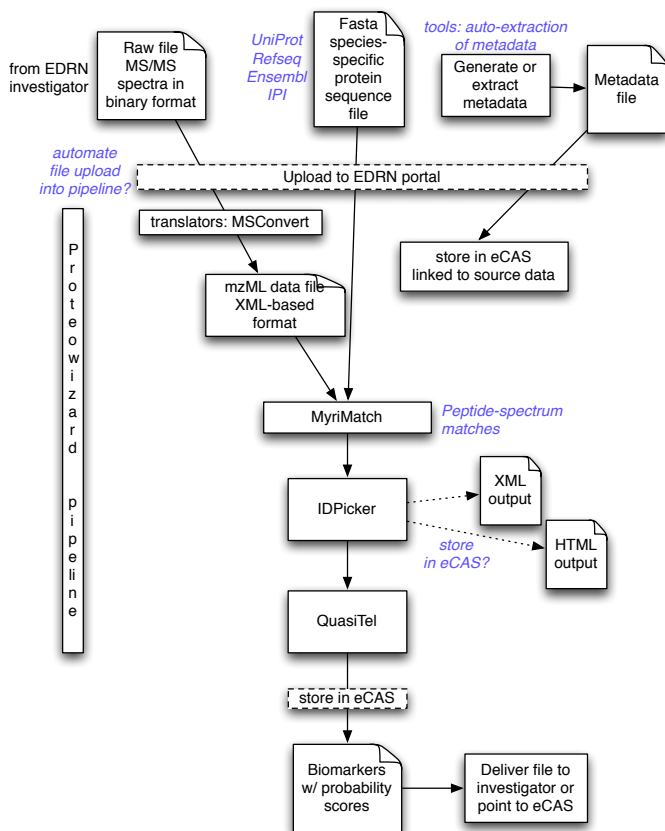 from EDRN
investigator
Raw file
MS/MS
spectra in
binary format
UniProt
Refseq
Ensembl
IPI
Fasta
species-
specific
protein
sequence
file
tools: auto-extraction
of metadata
Generate or
extract
metadata
Metadata
file
automate
file upload
into pipeline?
Upload to EDRN portal
translators: MSConvert
store in eCAS
linked to source data
mzML data file
XML-based
format
Proteowizard pipeline
MyriMatch
Peptide-spectrum
matches
IDPicker
XML
output
HTML
output
store
in eCAS?
QuasiTel
store in eCAS
Biomarkers
w/ probability
scores
Deliver file to
investigator or
point to eCAS